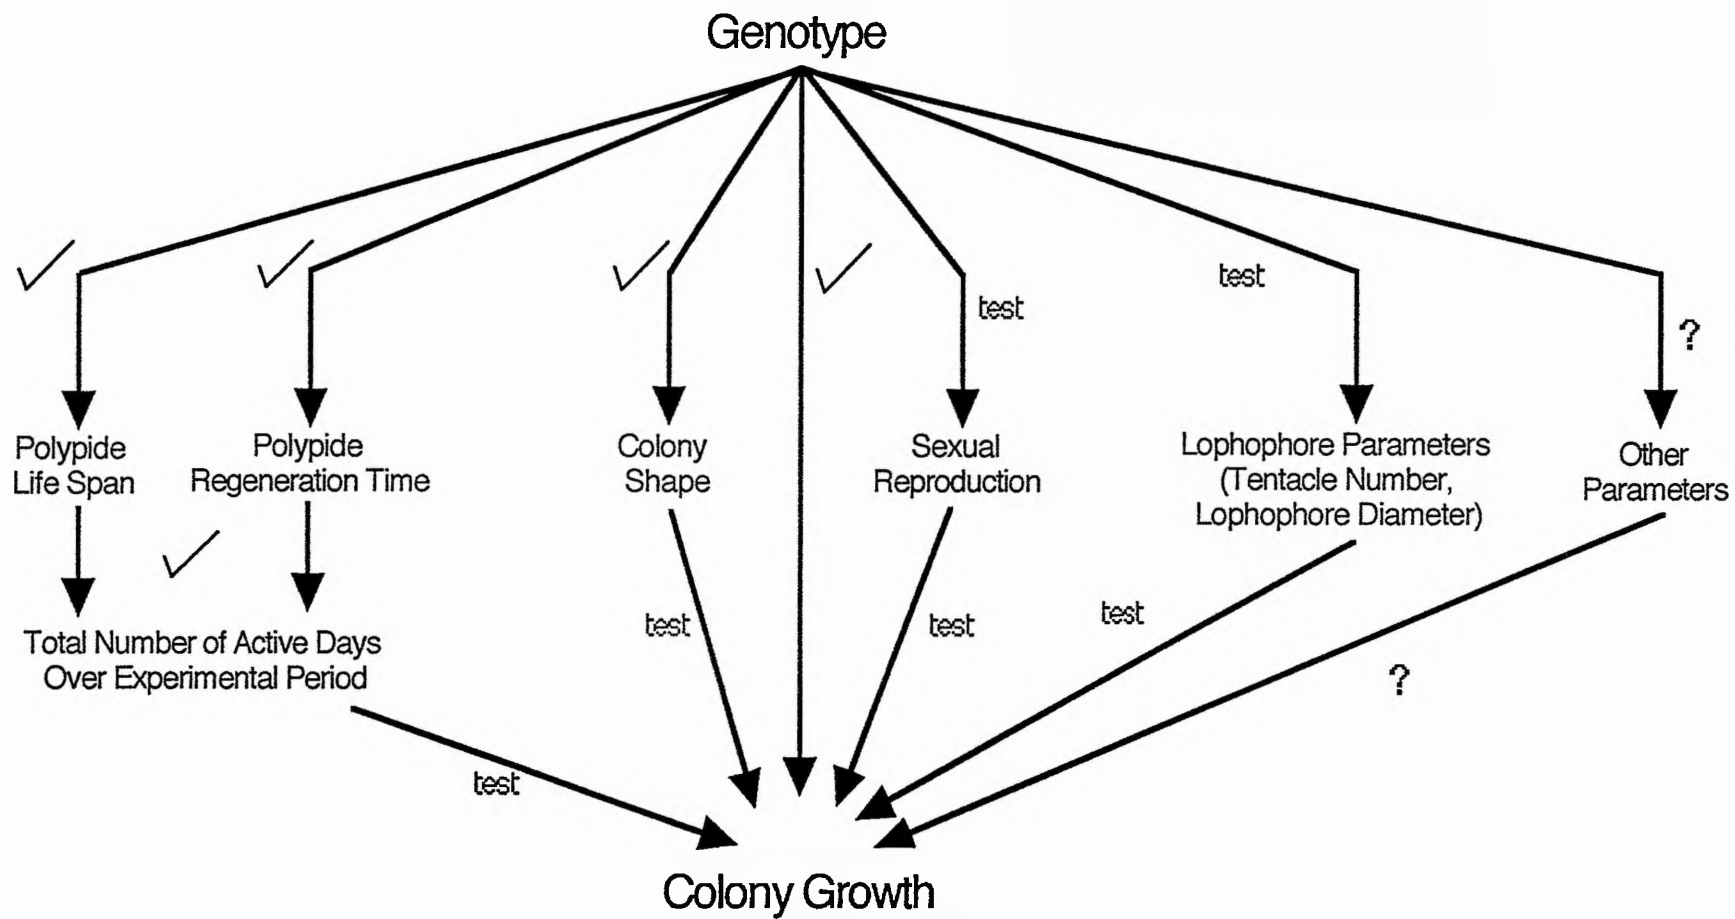 Genotype
test
test
?
Polypide
Life Span
Polypide
Regeneration Time
Colony
Shape
Sexual
Reproduction
Lophophore Parameters
(Tentacle Number,
Lophophore Diameter)
Other
Parameters
Total Number of Active Days
Over Experimental Period
test
test
test
?
test
Colony Growth